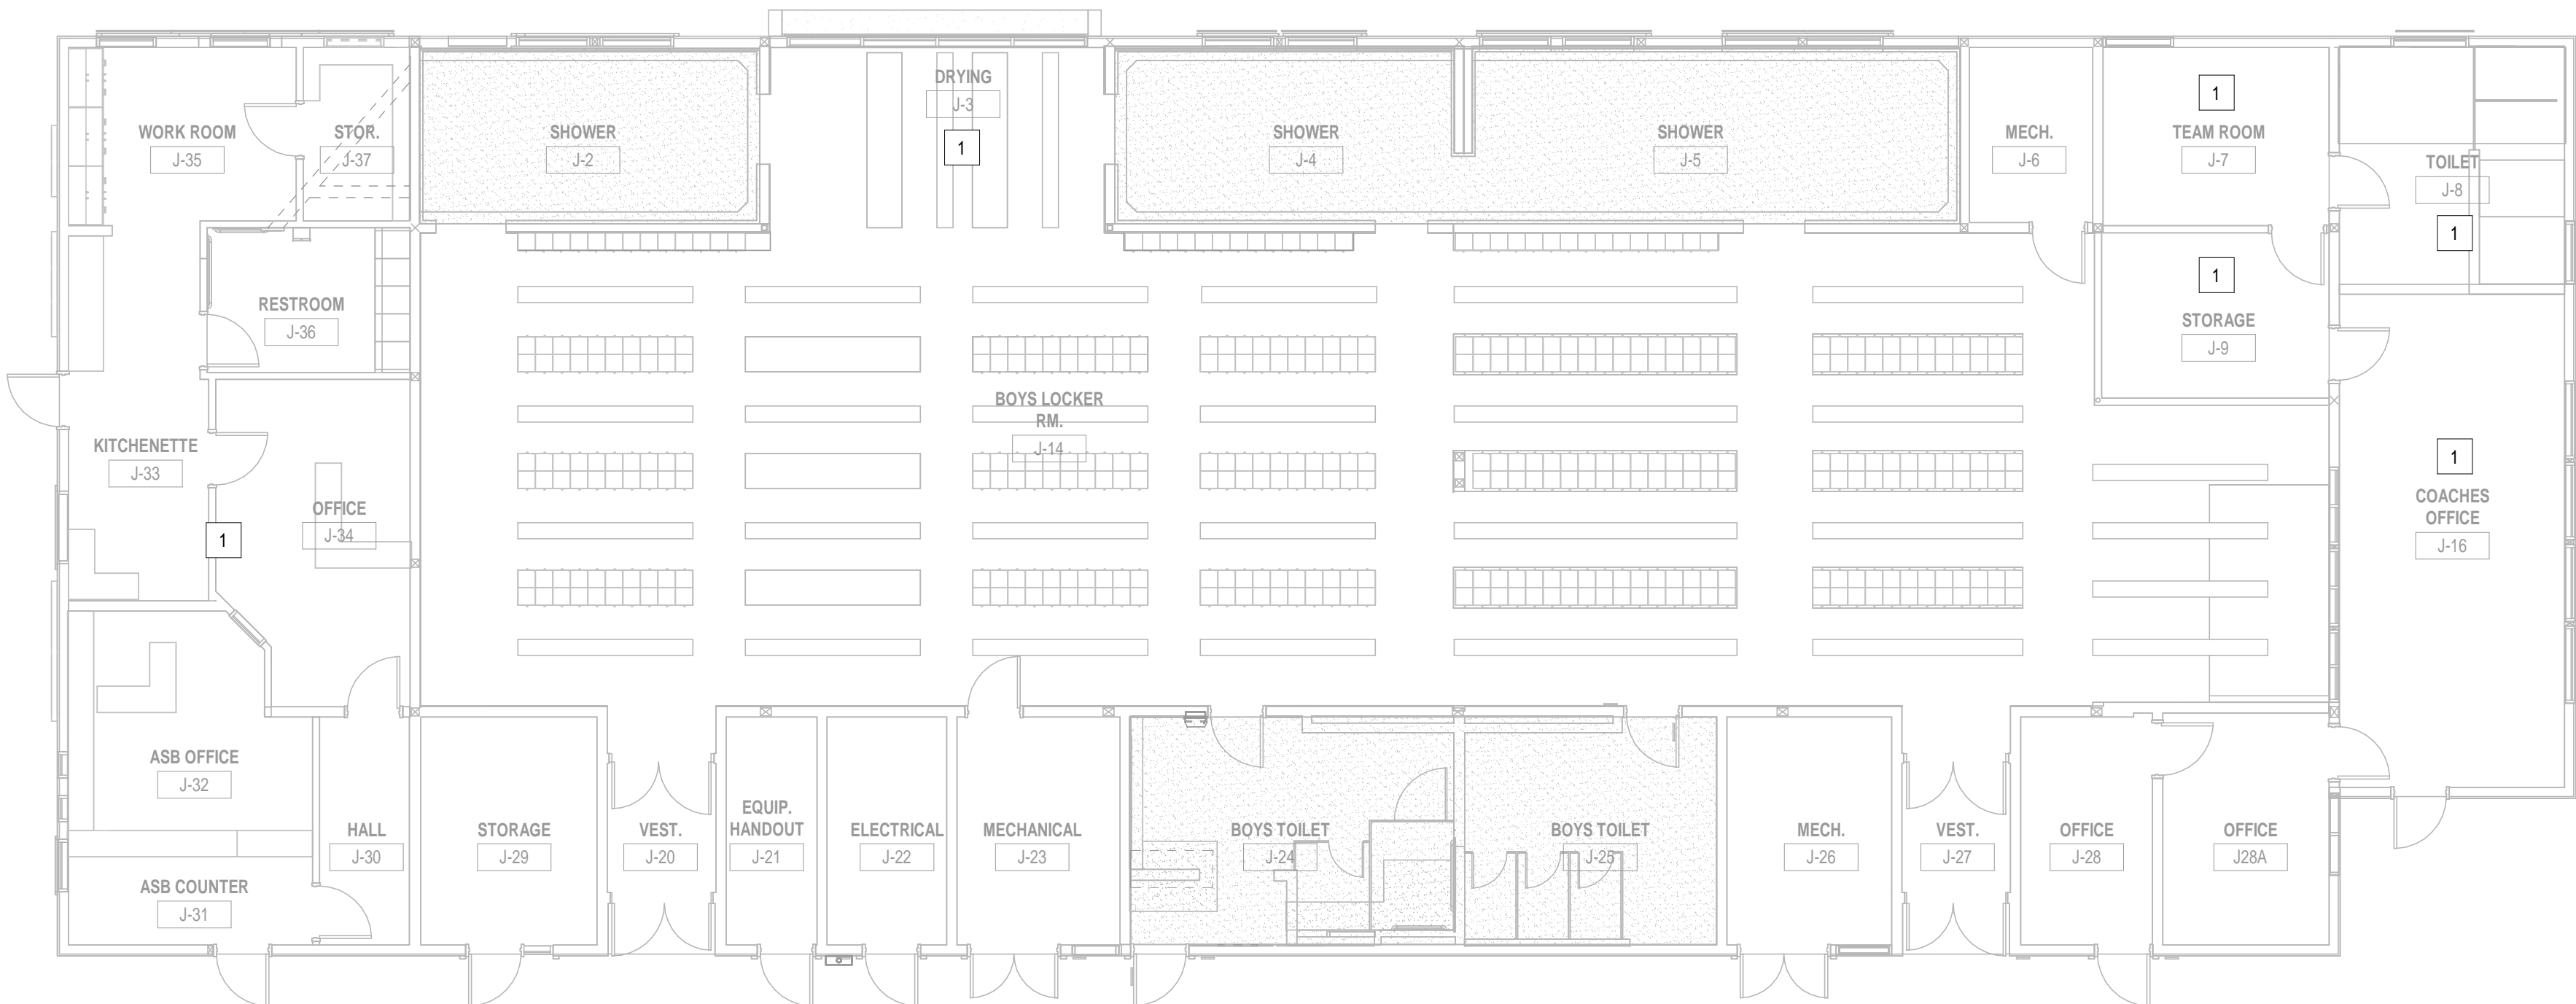 DRYING
J-3
1
WORK ROOM
J-35
STOR.
J-37
SHOWER
J-2
SHOWER
J-4
SHOWER
J-5
MECH.
J-6
1
TEAM ROOM
J-7
TOILET
J-8
1
1
STORAGE
J-9
RESTROOM
J-36
BOYS LOCKER
RM.
J-14
KITCHENETTE
J-33
OFFICE
J-34
1
1
COACHES
OFFICE
J-16
ASB OFFICE
J-32
ASB COUNTER
J-31
HALL
J-30
STORAGE
J-29
VEST.
J-20
EQUIP.
HANDOUT
J-21
ELECTRICAL
J-22
MECHANICAL
J-23
BOYS TOILET
J-24
BOYS TOILET
J-25
MECH.
J-26
VEST.
J-27
OFFICE
J-28
OFFICE
J28A